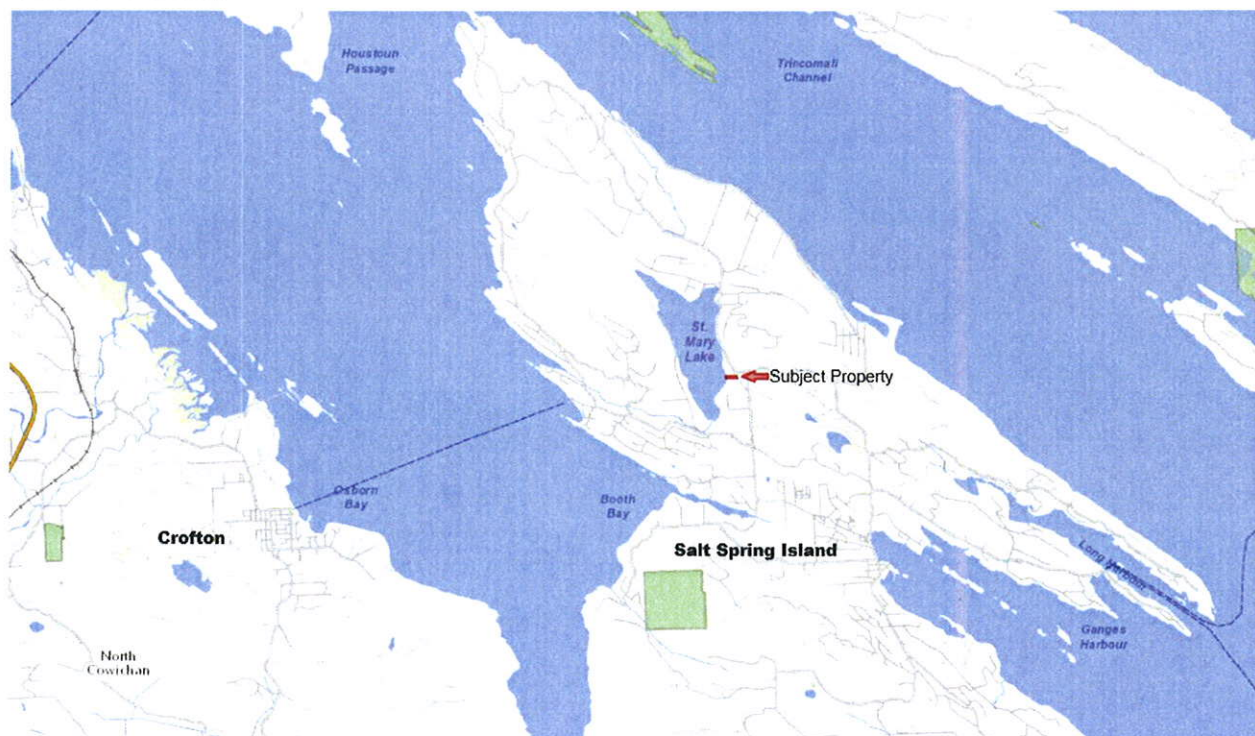 Houstoun
Passage
Trincomali
Channel
St.
Mary
Lake
Subject Property
Osborn
Bay
Booth
Bay
Crofton
Salt Spring Island
Long Harbour
Ganges
Harbour
North
Cowichan